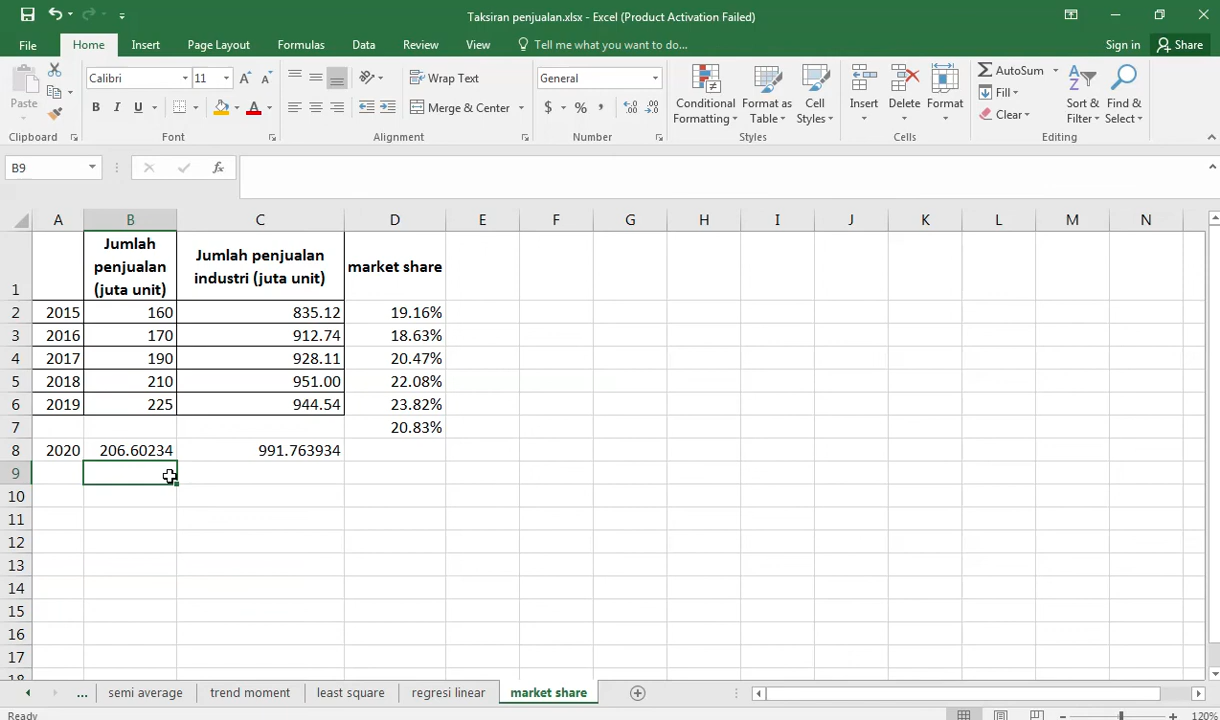 Taksiran penjualan.xlsx - Excel (Product Activation Failed)
File Home Insert Page Layout Formulas Data Review View Tell me what you want to do... Sign in Share
Paste
Calibri 11
B I U
Wrap Text
Merge & Center
General
$ % ,
Conditional Formatting
Format as Table
Cell Styles
Insert
Delete
Format
AutoSum
Fill
Clear
Sort & Filter
Find & Select
Clipboard Font Alignment Number Styles Cells Editing
B9 fx
A B C D E F G H I J K L M N
1 Jumlah penjualan (juta unit) Jumlah penjualan industri (juta unit) market share
2 2015 160 835.12 19.16%
3 2016 170 912.74 18.63%
4 2017 190 928.11 20.47%
5 2018 210 951.00 22.08%
6 2019 225 944.54 23.82%
7 20.83%
8 2020 206.60234 991.763934
9
10
11
12
13
14
15
16
17
18
... semi average trend moment least square regresi linear market share
Ready 120%